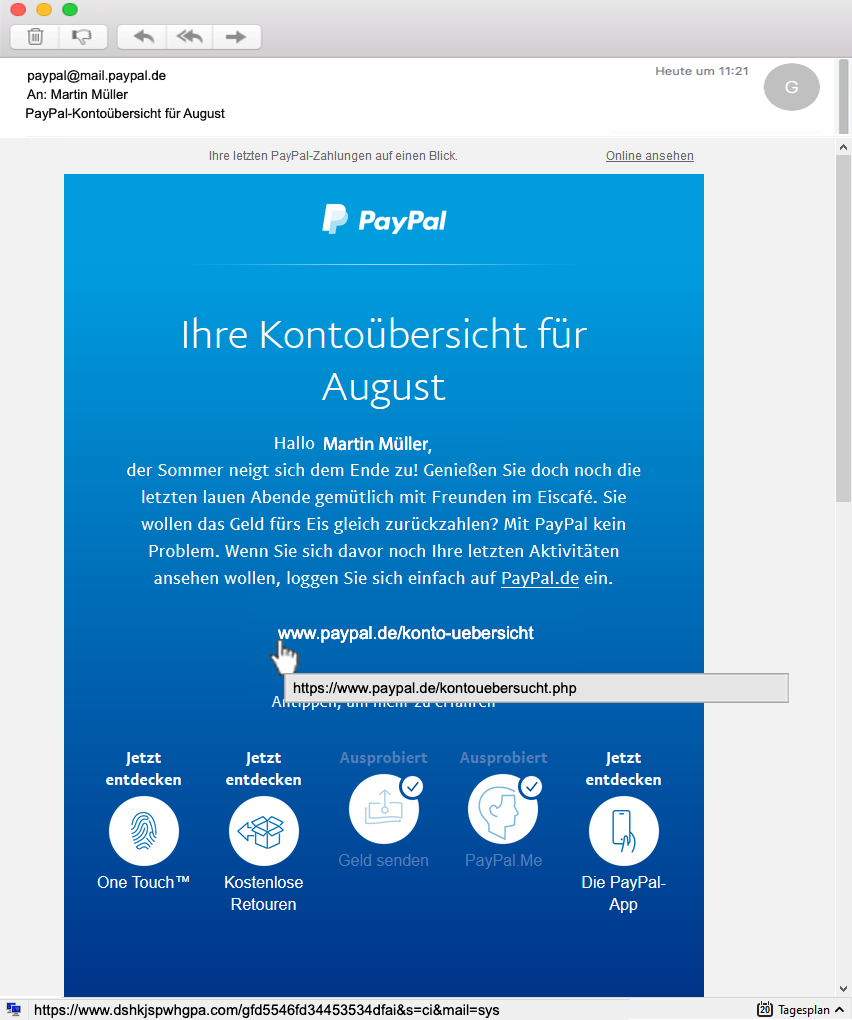 paypal@mail.paypal.de
Heute um 11:21
G
An: Martin Müller
PayPal-Kontoübersicht für August
Ihre letzten PayPal-Zahlungen auf einen Blick.
Online ansehen
PayPal
Ihre Kontoübersicht für
August
Hallo Martin Müller,
der Sommer neigt sich dem Ende zu! Genießen Sie doch noch die
letzten lauen Abende gemütlich mit Freunden im Eiscafé. Sie
wollen das Geld fürs Eis gleich zurückzahlen? Mit PayPal kein
Problem. Wenn Sie sich davor noch Ihre letzten Aktivitäten
ansehen wollen, loggen Sie sich einfach auf PayPal.de ein.
www.paypal.de/konto-uebersicht
https://www.paypal.de/kontouebersucht.php
Antippen, um mehr zu erfahren
Jetzt
entdecken
One Touch™
Jetzt
entdecken
Kostenlose
Retouren
Ausprobiert
Geld senden
Ausprobiert
PayPal.Me
Jetzt
entdecken
Die PayPal-
App
https://www.dshkjspwhgpa.com/gfd5546fd34453534dfai&s=ci&mail=sys
20
Tagesplan